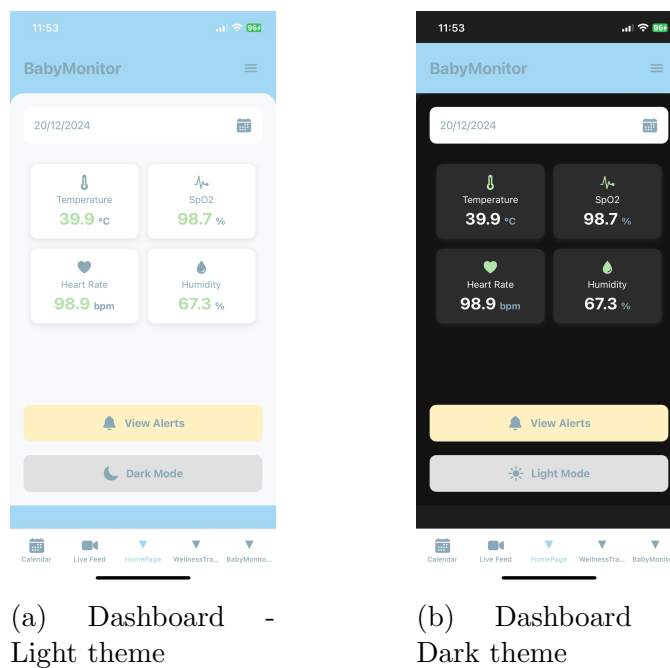 11:53
96
BabyMonitor
20/12/2024
Temperature
39.9 °C
SpO2
98.7 %
Heart Rate
98.9 bpm
Humidity
67.3 %
View Alerts
Dark Mode
Calendar
Live Feed
HomePage
WellnessTra...
BabyMonito...
(a) Dashboard -
Light theme
11:53
96
BabyMonitor
20/12/2024
Temperature
39.9 °C
SpO2
98.7 %
Heart Rate
98.9 bpm
Humidity
67.3 %
View Alerts
Light Mode
Calendar
Live Feed
HomePage
WellnessTra...
BabyMonito
(b) Dashboard
Dark theme